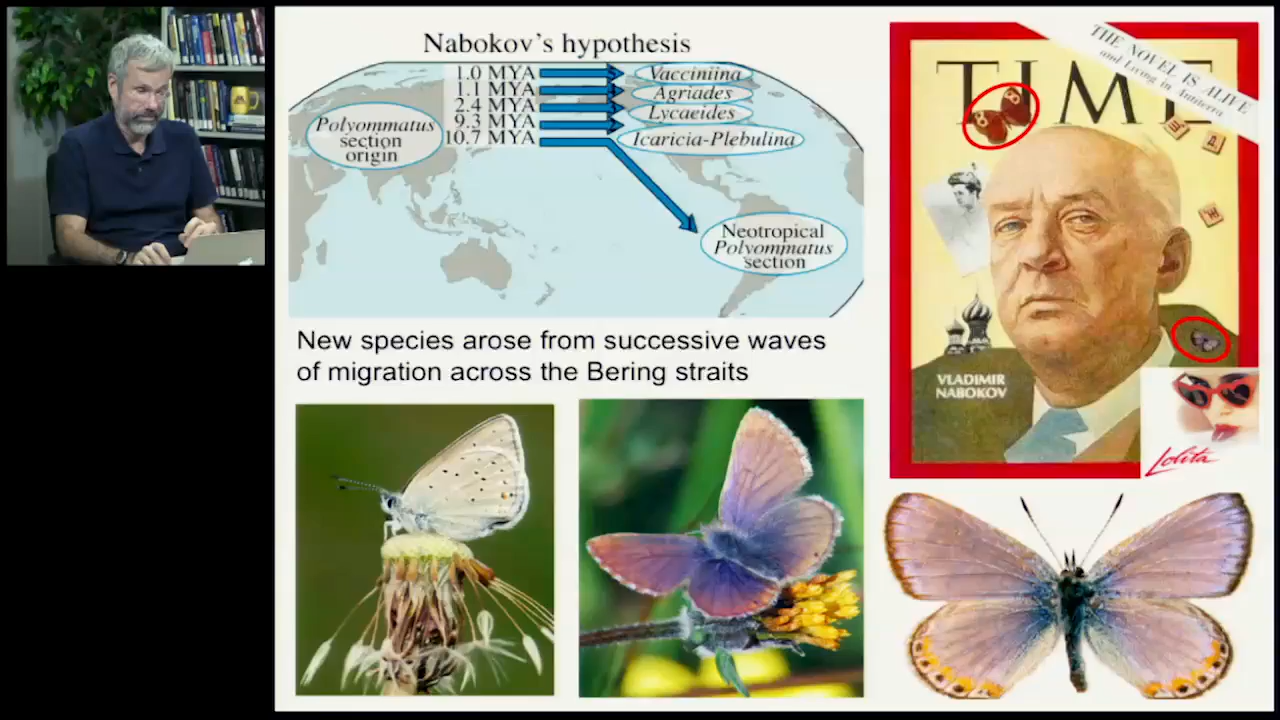 Nabokov's hypothesis
1.0 MYA
1.1 MYA
2.4 MYA
9.3 MYA
10.7 MYA
Vacciniina
Agriades
Lycaeides
Icaricia-Plebulina
Polyommatus
section
origin
Neotropical
Polyommatus
section
New species arose from successive waves
of migration across the Bering straits
THE NOVEL IS ALIVE
and Living in Antiterra
TIME
VLADIMIR
NABOKOV
Lolita